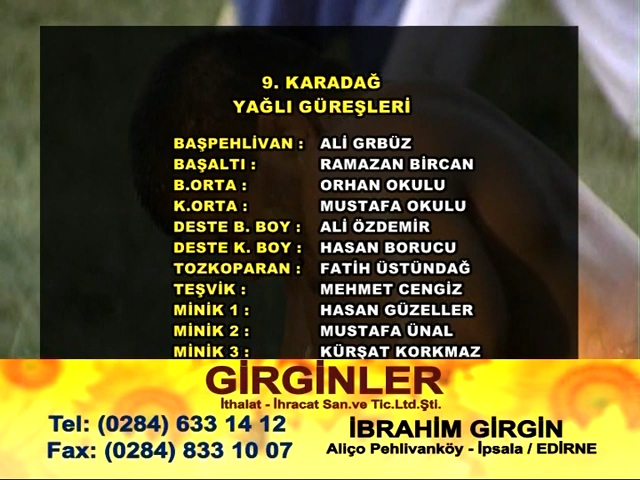 9. KARADAĞ
YAĞLI GÜREŞLERİ
BAŞPEHLİVAN : ALİ GRBÜZ
BAŞALTI : RAMAZAN BİRCAN
B.ORTA : ORHAN OKULU
K.ORTA : MUSTAFA OKULU
DESTE B. BOY : ALİ ÖZDEMİR
DESTE K. BOY : HASAN BORUCU
TOZKOPARAN : FATİH ÜSTÜNDAĞ
TEŞVİK : MEHMET CENGİZ
MİNİK 1 : HASAN GÜZELLER
MİNİK 2 : MUSTAFA ÜNAL
MİNİK 3 : KÜRŞAT KORKMAZ
GİRGİNLER
İthalat - İhracat San.ve Tic.Ltd.Şti.
Tel: (0284) 633 14 12
Fax: (0284) 833 10 07
İBRAHİM GİRGİN
Aliço Pehlivanköy - İpsala / EDİRNE